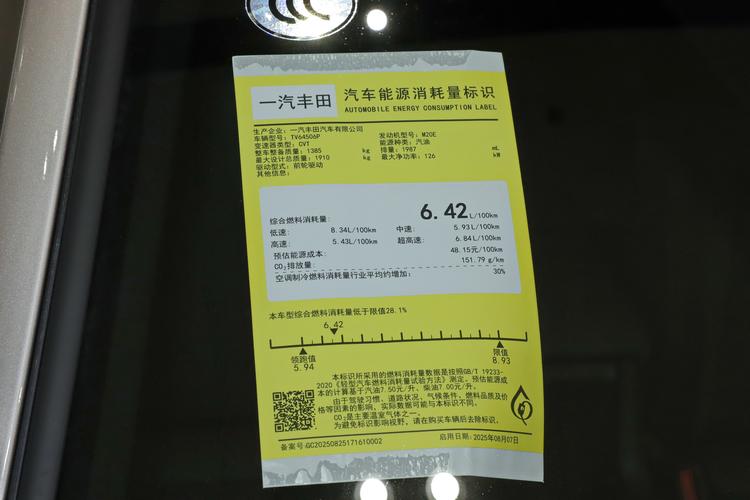 一汽丰田
汽车能源消耗量标识
AUTOMOBILE ENERGY CONSUMPTION LABEL
生产企业：一汽丰田汽车有限公司
车辆型号：TV6450GP 发动机型号：M20E
变速器类型：CVT 能源种类：汽油
整车整备质量：1385 kg 排量：1987 mL
最大设计总质量：1910 kg 最大净功率：126 kW
驱动型式：前轮驱动
其他信息：
综合燃料消耗量： 6.42 L/100km
低速： 8.34L/100km 中速： 5.93L/100km
高速： 5.43L/100km 超高速： 6.84L/100km
预估能源成本： 48.15元/100km
CO₂排放量： 151.79 g/km
空调制冷燃料消耗量行业平均约增加： 30%
本车型综合燃料消耗量低于限值28.1%
6.42
领跑值 限值
5.94 8.93
本标识所采用的燃料消耗量数据是按照GB/T 19233-
2020《轻型汽车燃料消耗量试验方法》测定，预估能源成
本的计算基于汽油7.50元/升、柴油7.00元/升。
由于驾驶习惯、道路状况、气候条件、燃料品质及价
格等因素的影响，实际数据可能与本标识不同。
CO₂是主要温室气体之一。
为避免标识影响视野，请在购买车辆后去除标识。
备案号：GC20250825171610002 启用日期：2025年08月07日